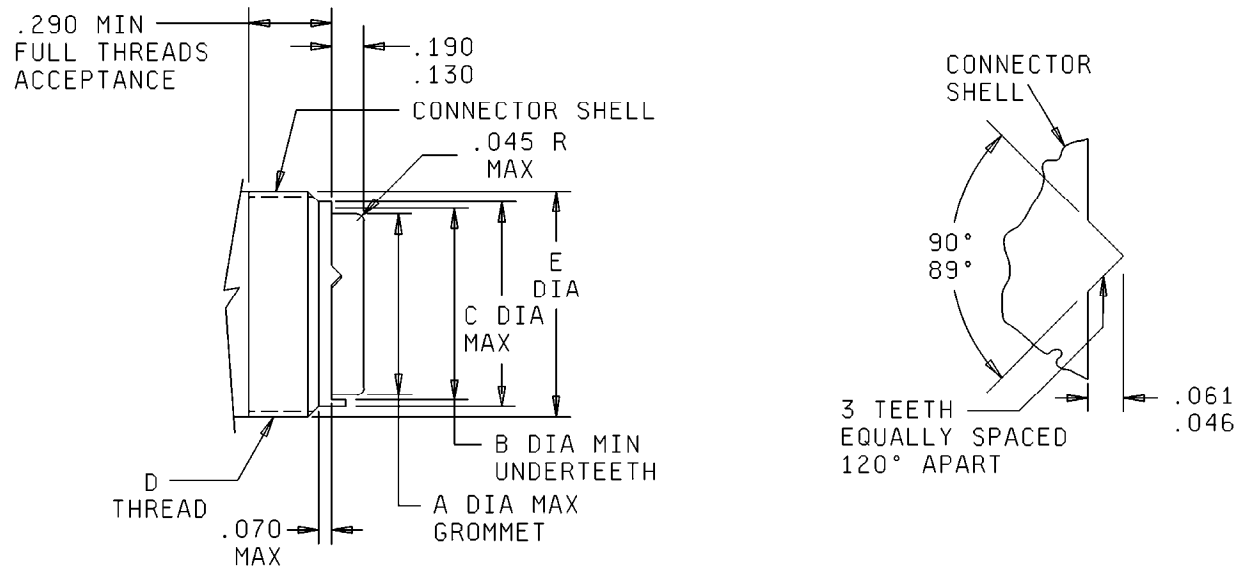 .290 MIN
FULL THREADS
ACCEPTANCE
.190
.130
CONNECTOR SHELL
.045 R
MAX
E
DIA
C DIA
MAX
B DIA MIN
UNDERTEETH
A DIA MAX
GROMMET
D
THREAD
.070
MAX
CONNECTOR
SHELL
90°
89°
3 TEETH
EQUALLY SPACED
120° APART
.061
.046